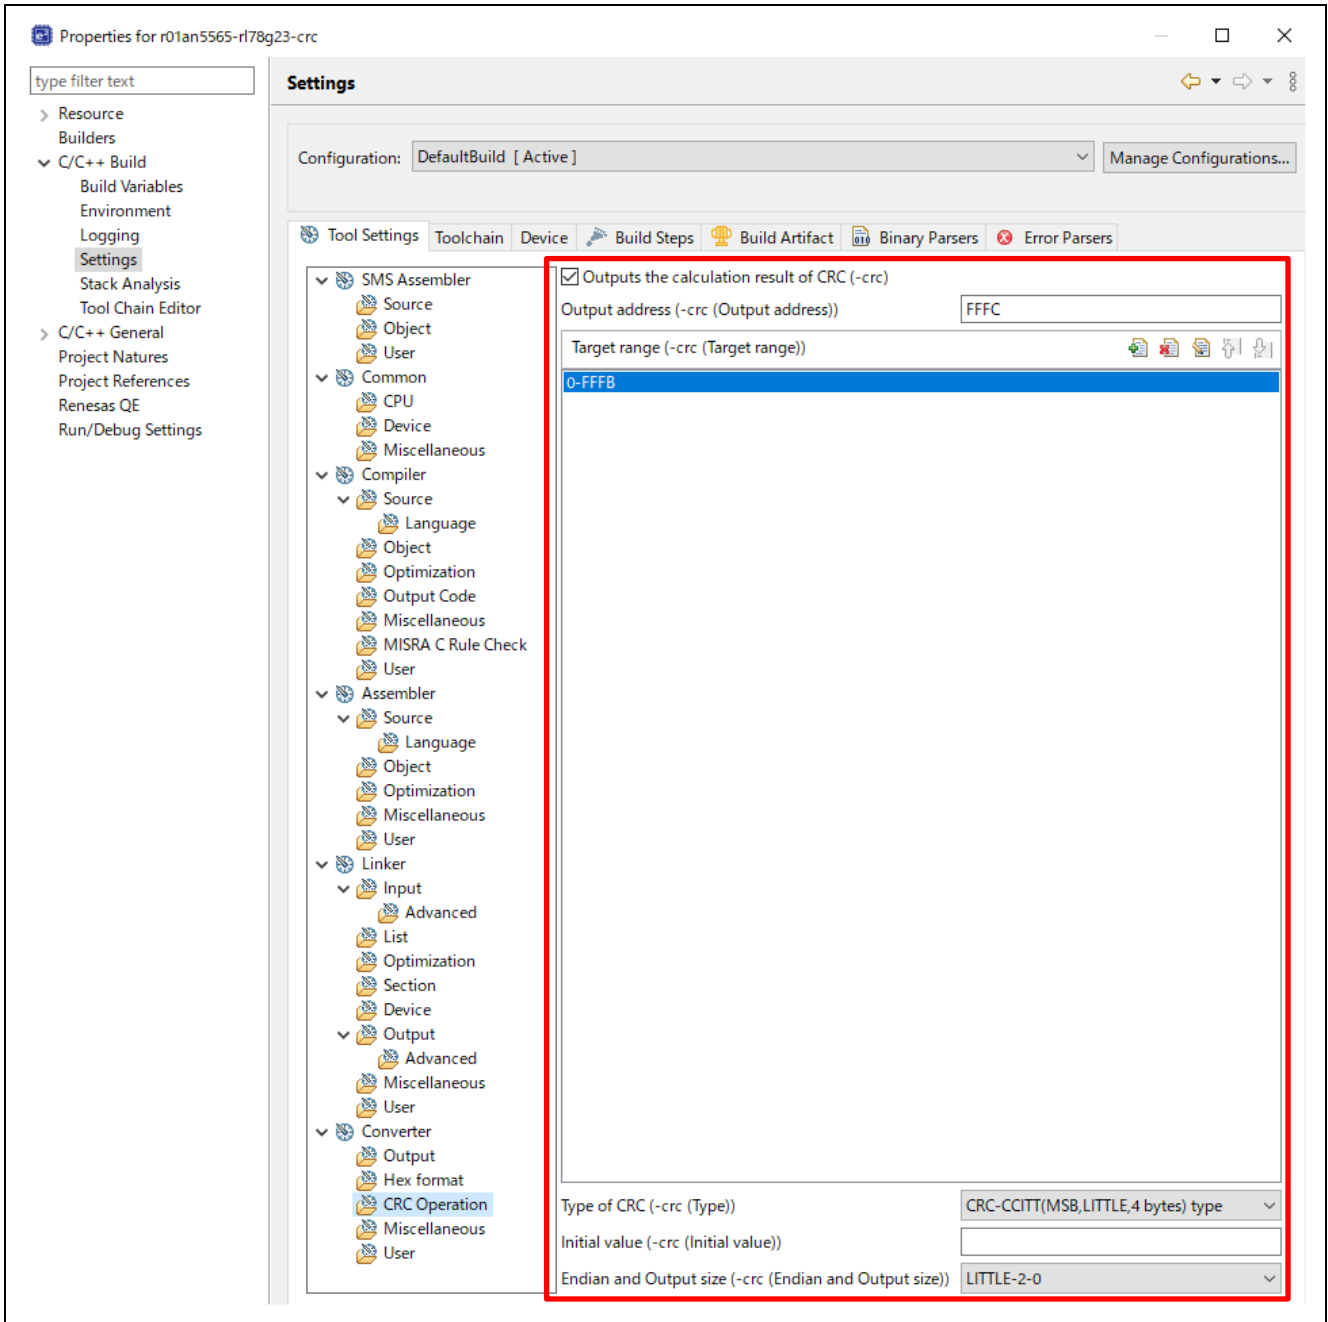 Properties for r01an5565-rl78g23-crc
type filter text
Resource
Builders
C/C++ Build
Build Variables
Environment
Logging
Settings
Stack Analysis
Tool Chain Editor
C/C++ General
Project Natures
Project References
Renesas QE
Run/Debug Settings
Settings
Configuration: DefaultBuild [ Active ] Manage Configurations...
Tool Settings Toolchain Device Build Steps Build Artifact Binary Parsers Error Parsers
SMS Assembler
Source
Object
User
Common
CPU
Device
Miscellaneous
Compiler
Source
Language
Object
Optimization
Output Code
Miscellaneous
MISRA C Rule Check
User
Assembler
Source
Language
Object
Optimization
Miscellaneous
User
Linker
Input
Advanced
List
Optimization
Section
Device
Output
Advanced
Miscellaneous
User
Converter
Output
Hex format
CRC Operation
Miscellaneous
User
Outputs the calculation result of CRC (-crc)
Output address (-crc (Output address)) FFFC
Target range (-crc (Target range))
0-FFFB
Type of CRC (-crc (Type)) CRC-CCITT(MSB,LITTLE,4 bytes) type
Initial value (-crc (Initial value))
Endian and Output size (-crc (Endian and Output size)) LITTLE-2-0